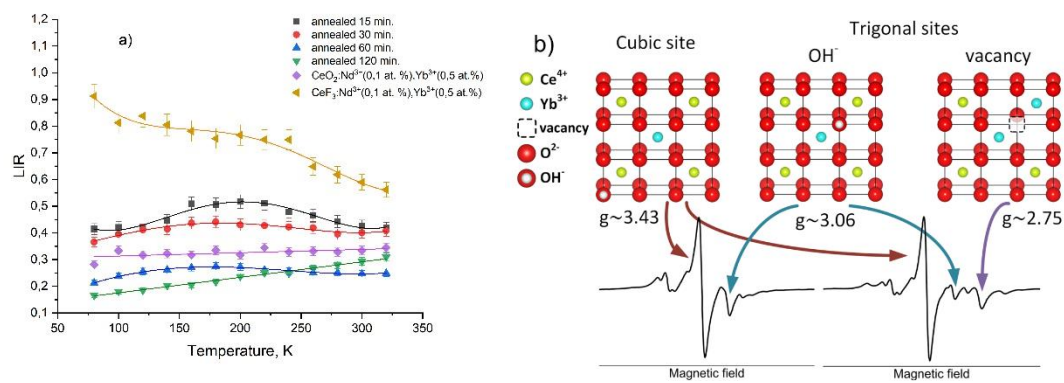 a)
annealed 15 min.
annealed 30 min.
annealed 60 min.
annealed 120 min.
CeO₂:Nd³⁺(0,1 at. %),Yb³⁺(0,5 at.%)
CeF₃:Nd³⁺(0,1 at. %),Yb³⁺(0,5 at.%)
1,2
1,1
1,0
0,9
0,8
0,7
0,6
0,5
0,4
0,3
0,2
0,1
LIR
50 100 150 200 250 300 350
Temperature, K
b)
Cubic site
Trigonal sites
OH⁻
vacancy
Ce⁴⁺
Yb³⁺
vacancy
O²⁻
OH⁻
g~3.43
g~3.06
g~2.75
Magnetic field
Magnetic field